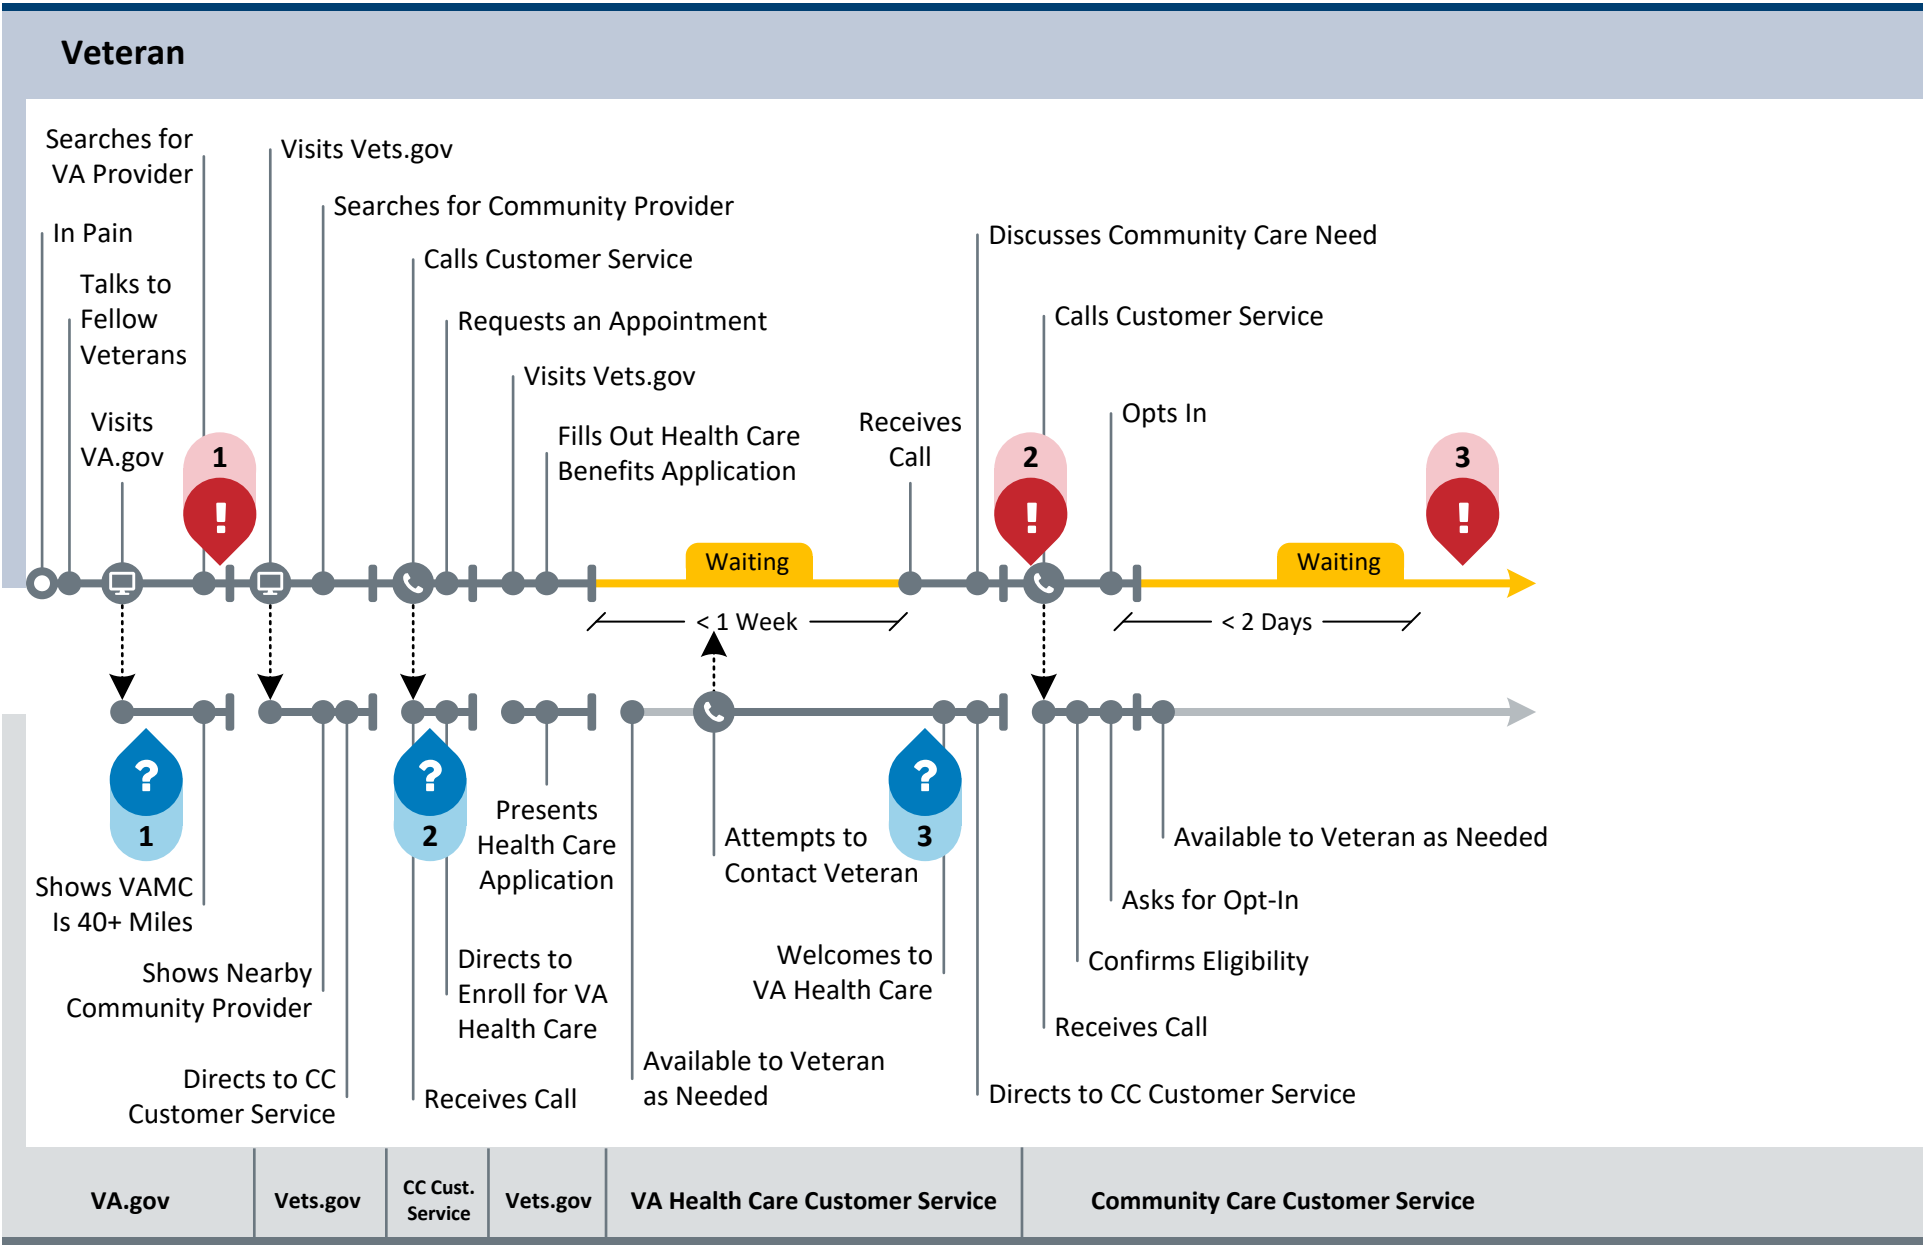 Veteran
Searches for
VA Provider
Visits Vets.gov
Searches for Community Provider
In Pain
Discusses Community Care Need
Calls Customer Service
Talks to
Fellow
Veterans
Requests an Appointment
Calls Customer Service
Visits Vets.gov
Visits
VA.gov
Fills Out Health Care
Benefits Application
Receives
Call
Opts In
1
!
2
!
3
!
Waiting
Waiting
< 1 Week
< 2 Days
?
1
?
2
?
3
Presents
Health Care
Application
Attempts to
Contact Veteran
Available to Veteran as Needed
Shows VAMC
Is 40+ Miles
Asks for Opt-In
Shows Nearby
Community Provider
Directs to
Enroll for VA
Health Care
Welcomes to
VA Health Care
Confirms Eligibility
Receives Call
Directs to CC
Customer Service
Receives Call
Available to Veteran
as Needed
Directs to CC Customer Service
VA.gov
Vets.gov
CC Cust.
Service
Vets.gov
VA Health Care Customer Service
Community Care Customer Service